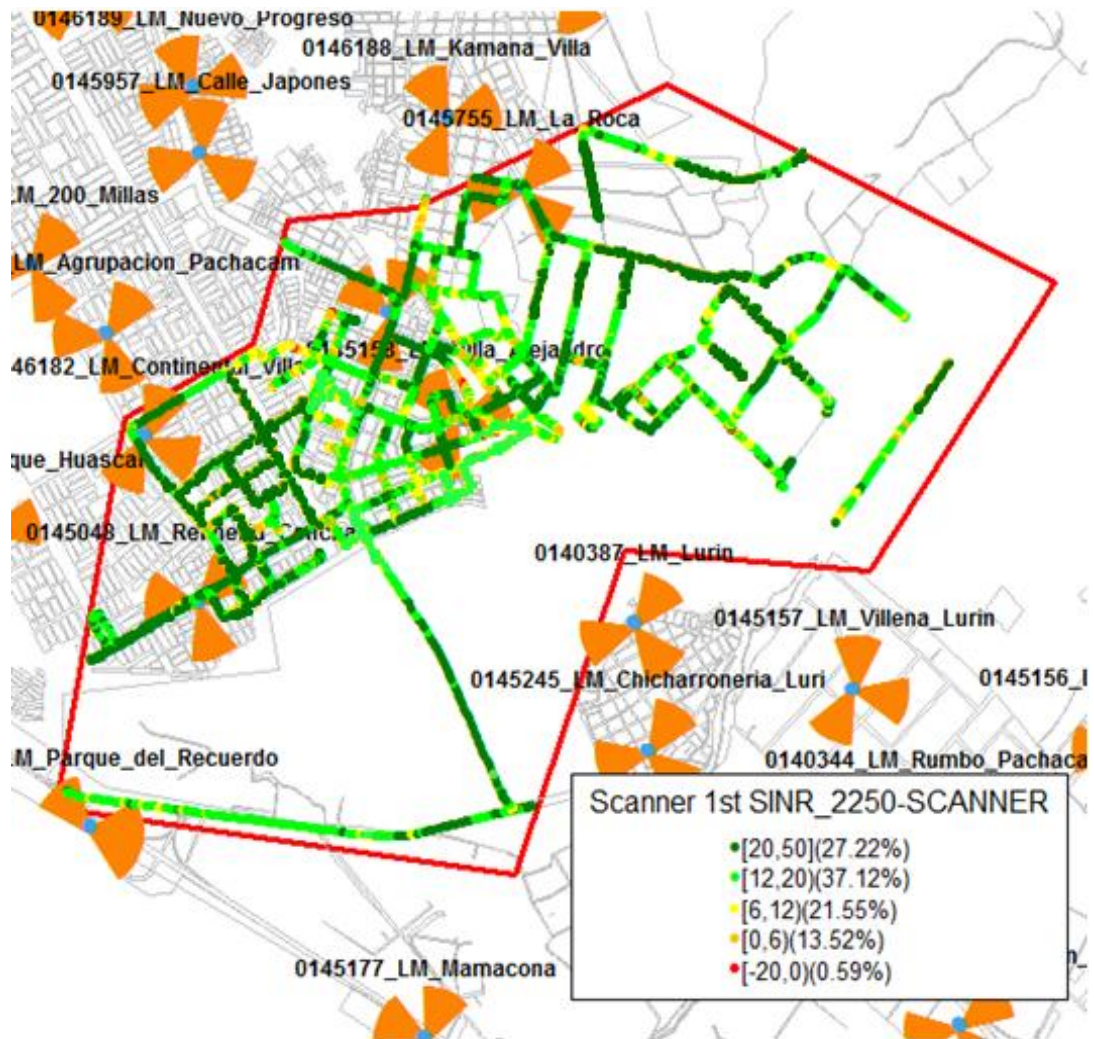 0146189_LM_Nuevo_Progreso
0146188_LM_Kamana_Villa
0145957_LM_Calle_Japones
0145755_LM_La_Roca
LM_200_Millas
LM_Agrupacion_Pachacam
46182_LM_Continental_Villa
que_Huascar
0140387_LM_Lurin
0145157_LM_Villena_Lurin
0145245_LM_Chicharroneria_Luri
0145156_
LM_Parque_del_Recuerdo
0140344_LM_Rumbo_Pachaca
Scanner 1st SINR_2250-SCANNER
[20,50](27.22%)
[12,20)(37.12%)
[6,12)(21.55%)
[0,6)(13.52%)
[-20,0)(0.59%)
0145177_LM_Mamacona